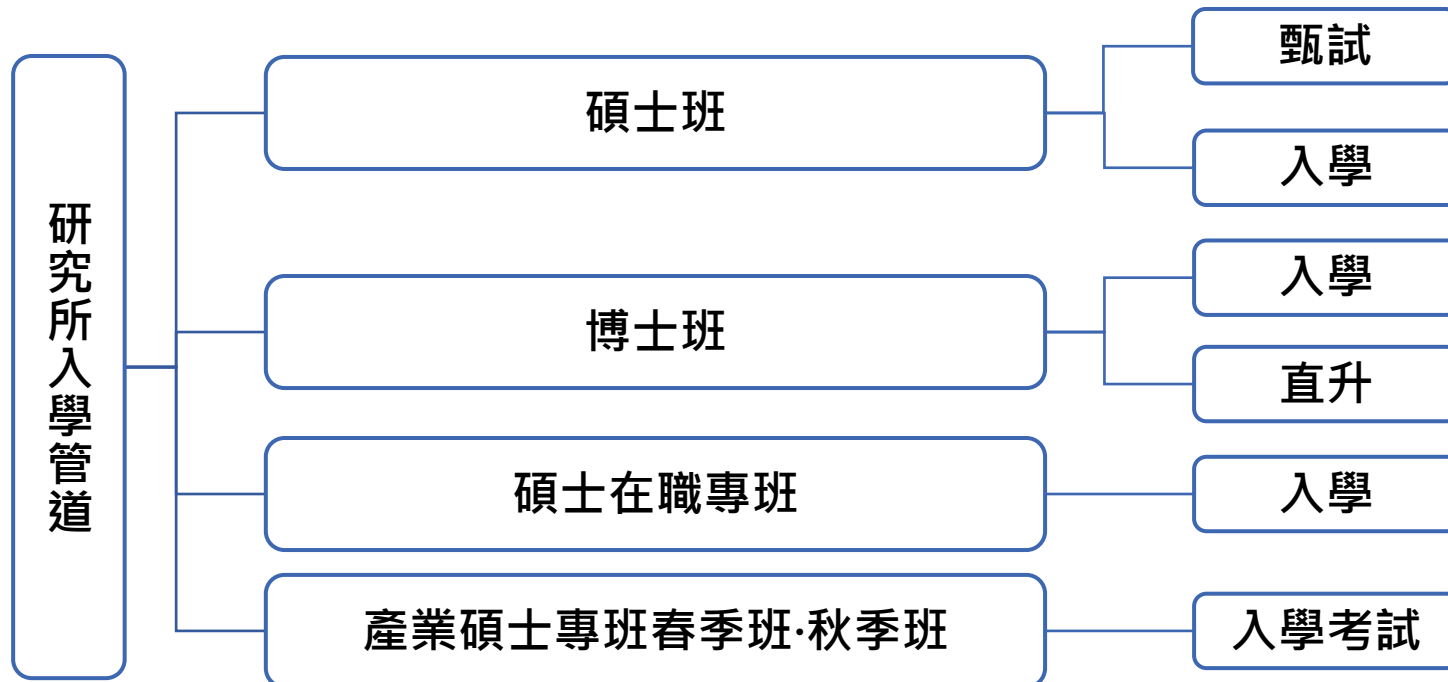 研究所入學管道
碩士班
甄試
入學
博士班
入學
直升
碩士在職專班
入學
產業碩士專班春季班·秋季班
入學考試